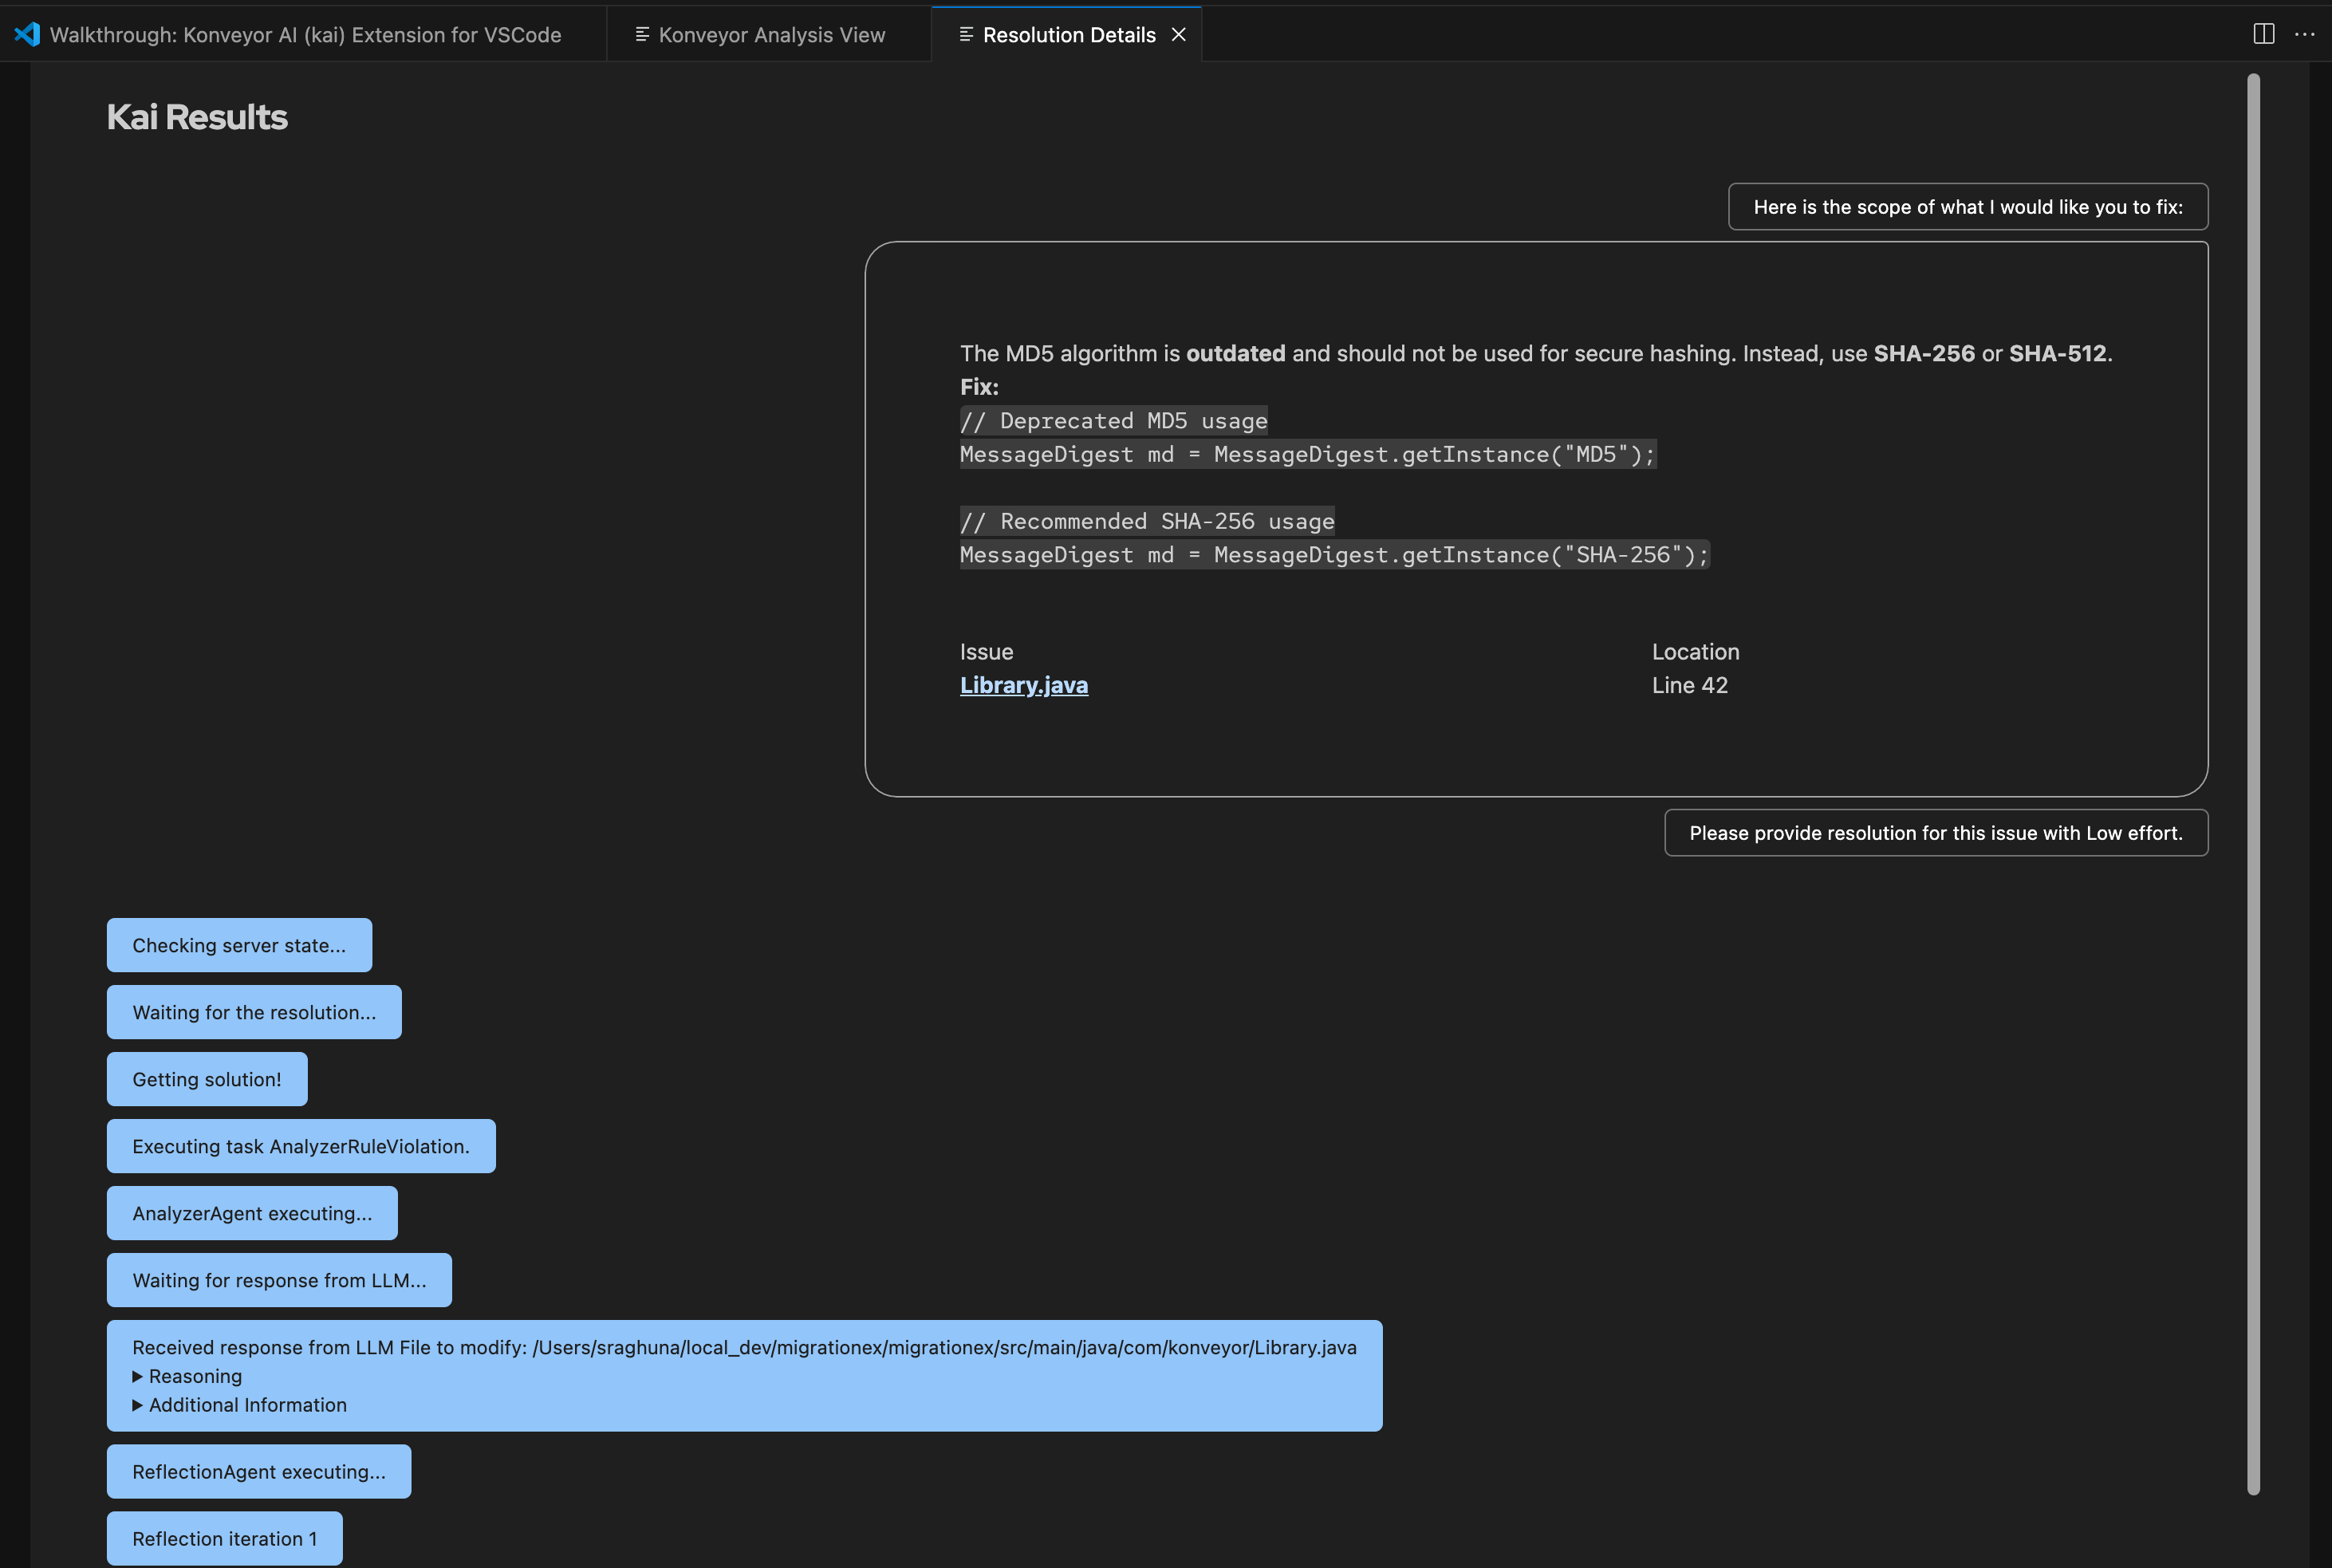 Walkthrough: Konveyor AI (kai) Extension for VSCode
Konveyor Analysis View
Resolution Details
Kai Results
Here is the scope of what I would like you to fix:
The MD5 algorithm is outdated and should not be used for secure hashing. Instead, use SHA-256 or SHA-512.
Fix:
// Deprecated MD5 usage
MessageDigest md = MessageDigest.getInstance("MD5");
// Recommended SHA-256 usage
MessageDigest md = MessageDigest.getInstance("SHA-256");
Issue
Location
Library.java
Line 42
Please provide resolution for this issue with Low effort.
Checking server state...
Waiting for the resolution...
Getting solution!
Executing task AnalyzerRuleViolation.
AnalyzerAgent executing...
Waiting for response from LLM...
Received response from LLM File to modify: /Users/sraghuna/local_dev/migrationex/migrationex/src/main/java/com/konveyor/Library.java
Reasoning
Additional Information
ReflectionAgent executing...
Reflection iteration 1